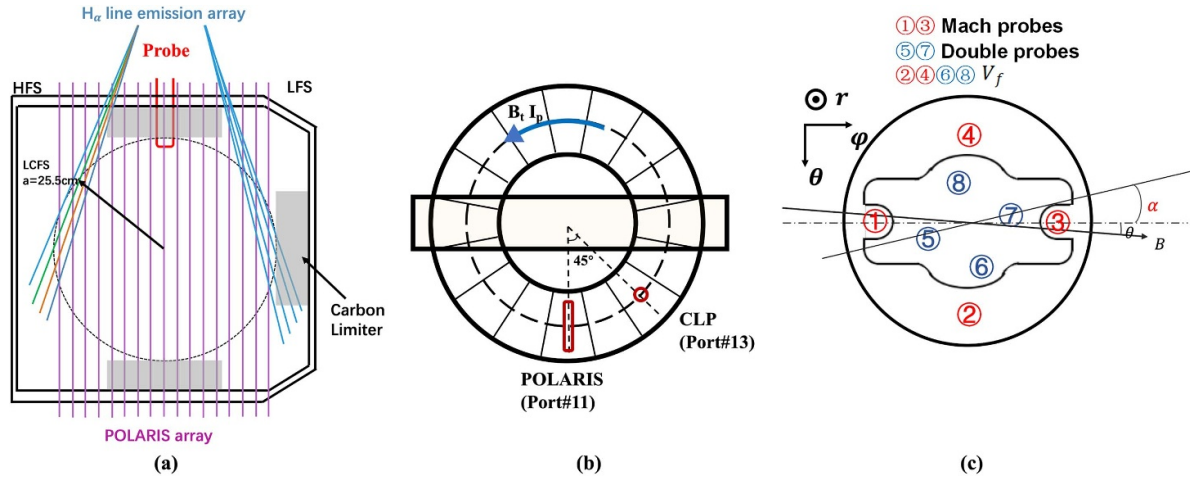 Hα line emission array
Probe
HFS
LFS
LCFS
a=25.5cm
Carbon
Limiter
POLARIS array
(a)
Bt Ip
45°
CLP
(Port#13)
POLARIS
(Port#11)
(b)
①③ Mach probes
⑤⑦ Double probes
②④⑥⑧ Vf
r
φ
θ
④
⑧
①
⑦
③
α
θ
B
⑤
⑥
②
(c)